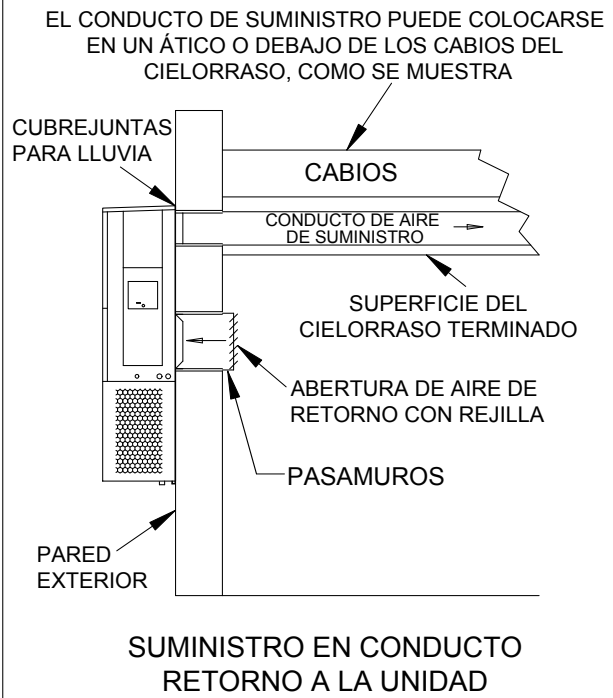 EL CONDUCTO DE SUMINISTRO PUEDE COLOCARSE
EN UN ÁTICO O DEBAJO DE LOS CABIOS DEL
CIELORRASO, COMO SE MUESTRA
CUBREJUNTAS
PARA LLUVIA
CABIOS
CONDUCTO DE AIRE
DE SUMINISTRO
SUPERFICIE DEL
CIELORRASO TERMINADO
ABERTURA DE AIRE DE
RETORNO CON REJILLA
PASAMUROS
PARED
EXTERIOR
SUMINISTRO EN CONDUCTO
RETORNO A LA UNIDAD